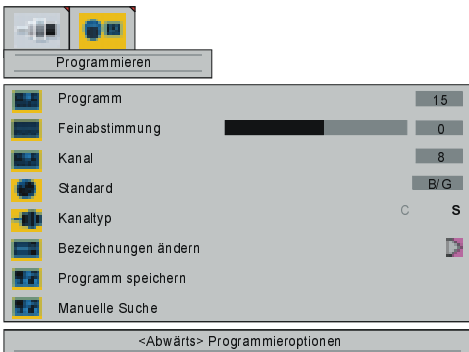 Programmieren
Programm 15
Feinabstimmung 0
Kanal 8
Standard B/G
Kanaltyp C S
Bezeichnungen ändern
Programm speichern
Manuelle Suche
<Abwärts> Programmieroptionen